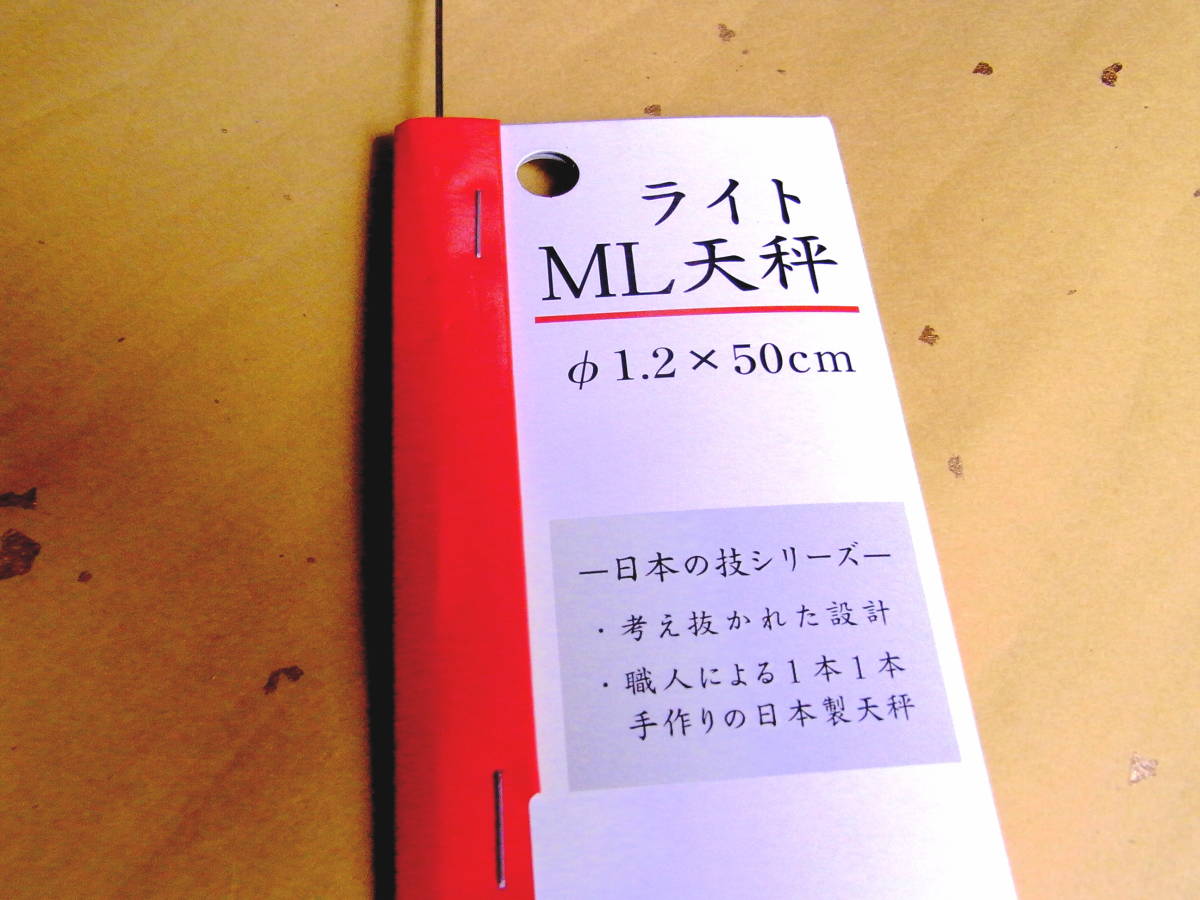 ライト
ML天秤
φ1.2×50cm
―日本の技シリーズ―
・考え抜かれた設計
・職人による1本1本
手作りの日本製天秤